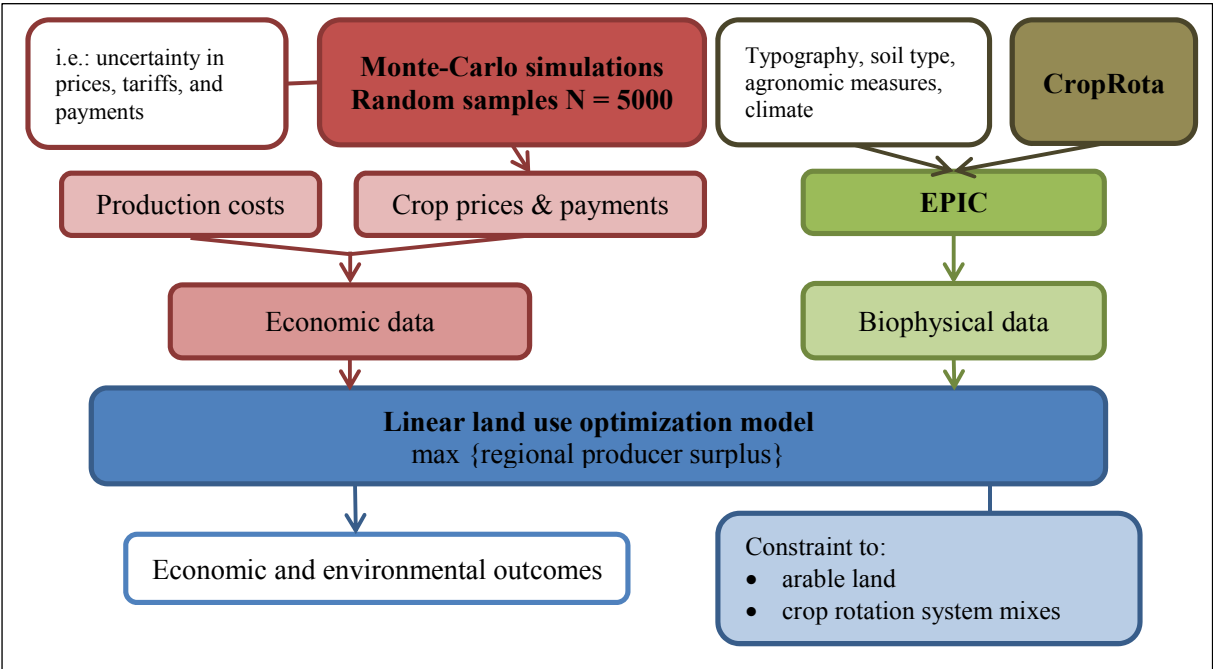 i.e.: uncertainty in
prices, tariffs, and
payments
Monte-Carlo simulations
Random samples N = 5000
Typography, soil type,
agronomic measures,
climate
CropRota
Production costs
Crop prices & payments
EPIC
Economic data
Biophysical data
Linear land use optimization model
max {regional producer surplus}
Economic and environmental outcomes
Constraint to:
• arable land
• crop rotation system mixes